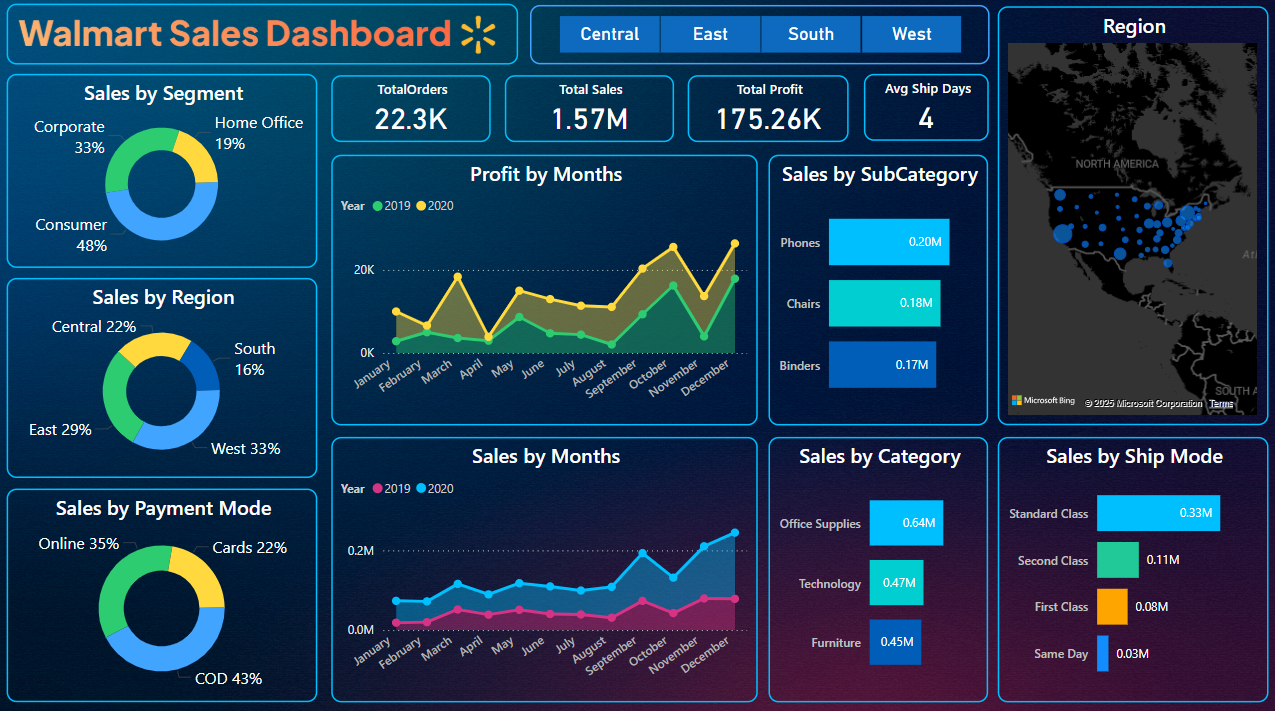 Walmart Sales Dashboard
Central
East
South
West
Region
NORTH AMERICA
SOUTH A
Microsoft Bing
© 2025 Microsoft Corporation Terms
Sales by Segment
Corporate
33%
Home Office
19%
Consumer
48%
TotalOrders
22.3K
Total Sales
1.57M
Total Profit
175.26K
Avg Ship Days
4
Profit by Months
Year 2019 2020
20K
0K
January
February
March
April
May
June
July
August
September
October
November
December
Sales by SubCategory
Phones 0.20M
Chairs 0.18M
Binders 0.17M
Sales by Region
Central 22%
South
16%
East 29%
West 33%
Sales by Payment Mode
Online 35%
Cards 22%
COD 43%
Sales by Months
Year 2019 2020
0.2M
0.0M
January
February
March
April
May
June
July
August
September
October
November
December
Sales by Category
Office Supplies 0.64M
Technology 0.47M
Furniture 0.45M
Sales by Ship Mode
Standard Class 0.33M
Second Class 0.11M
First Class 0.08M
Same Day 0.03M